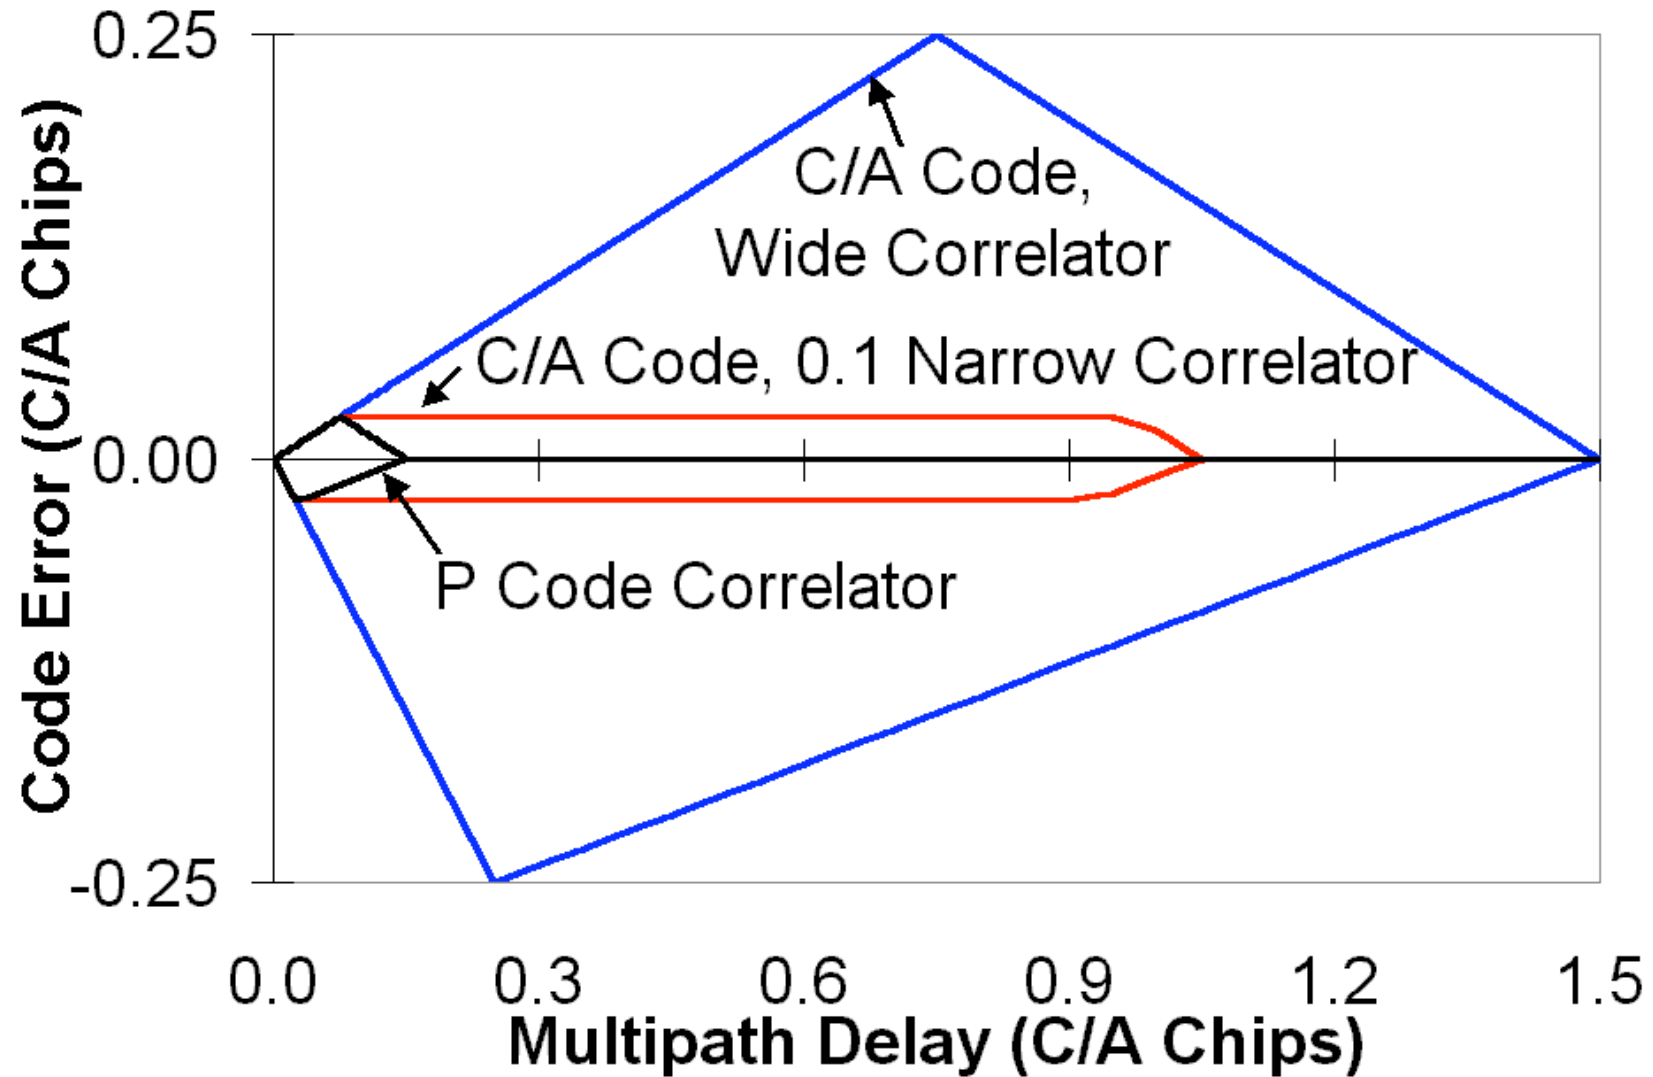 0.25
0.00
-0.25
Code Error (C/A Chips)
C/A Code,
Wide Correlator
C/A Code, 0.1 Narrow Correlator
P Code Correlator
0.0 0.3 0.6 0.9 1.2 1.5
Multipath Delay (C/A Chips)